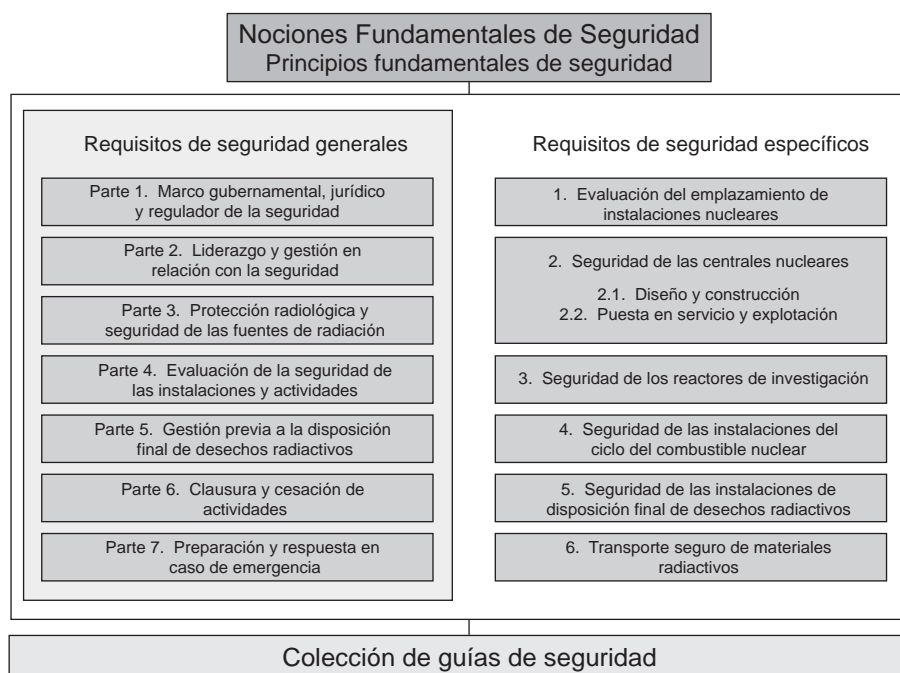 Nociones Fundamentales de Seguridad
Principios fundamentales de seguridad
Requisitos de seguridad generales
Parte 1. Marco gubernamental, jurídico
y regulador de la seguridad
Parte 2. Liderazgo y gestión en
relación con la seguridad
Parte 3. Protección radiológica y
seguridad de las fuentes de radiación
Parte 4. Evaluación de la seguridad de
las instalaciones y actividades
Parte 5. Gestión previa a la disposición
final de desechos radiactivos
Parte 6. Clausura y cesación de
actividades
Parte 7. Preparación y respuesta en
caso de emergencia
Requisitos de seguridad específicos
1. Evaluación del emplazamiento de
instalaciones nucleares
2. Seguridad de las centrales nucleares
2.1. Diseño y construcción
2.2. Puesta en servicio y explotación
3. Seguridad de los reactores de investigación
4. Seguridad de las instalaciones del
ciclo del combustible nuclear
5. Seguridad de las instalaciones de
disposición final de desechos radiactivos
6. Transporte seguro de materiales
radiactivos
Colección de guías de seguridad